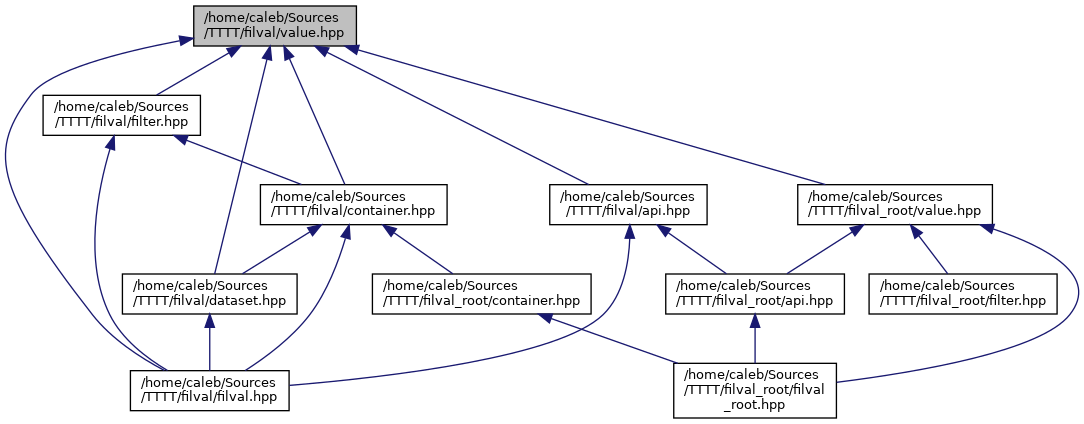 /home/caleb/Sources
/TTTT/filval/value.hpp
/home/caleb/Sources
/TTTT/filval/filter.hpp
/home/caleb/Sources
/TTTT/filval/container.hpp
/home/caleb/Sources
/TTTT/filval/api.hpp
/home/caleb/Sources
/TTTT/filval_root/value.hpp
/home/caleb/Sources
/TTTT/filval/dataset.hpp
/home/caleb/Sources
/TTTT/filval_root/container.hpp
/home/caleb/Sources
/TTTT/filval_root/api.hpp
/home/caleb/Sources
/TTTT/filval_root/filter.hpp
/home/caleb/Sources
/TTTT/filval/filval.hpp
/home/caleb/Sources
/TTTT/filval_root/filval
_root.hpp